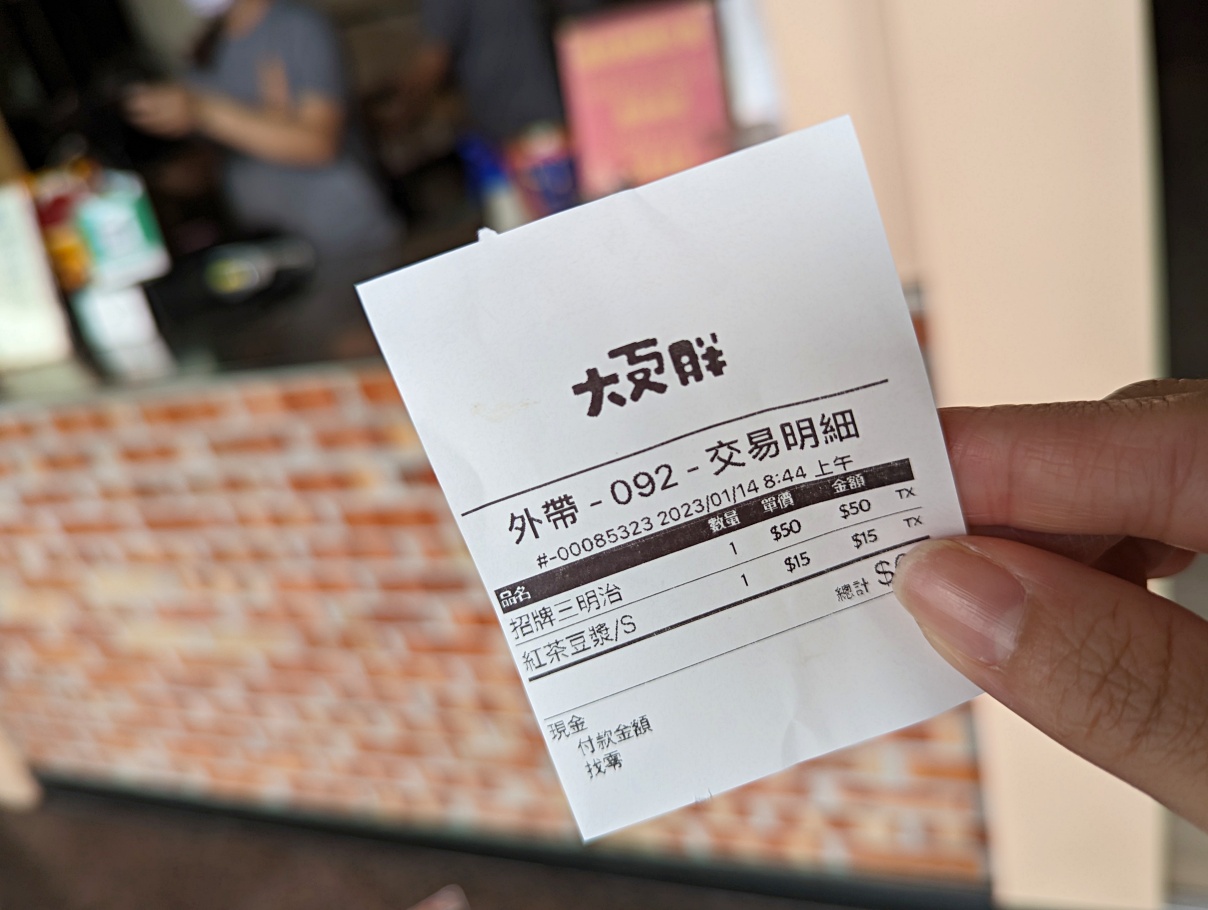 大又胖
外帶 - 092 - 交易明細
#-00085323 2023/01/14 8:44 上午
品名 數量 單價 金額
招牌三明治 1 $50 $50 TX
紅茶豆漿/S 1 $15 $15 TX
總計
現金
付款金額
找零